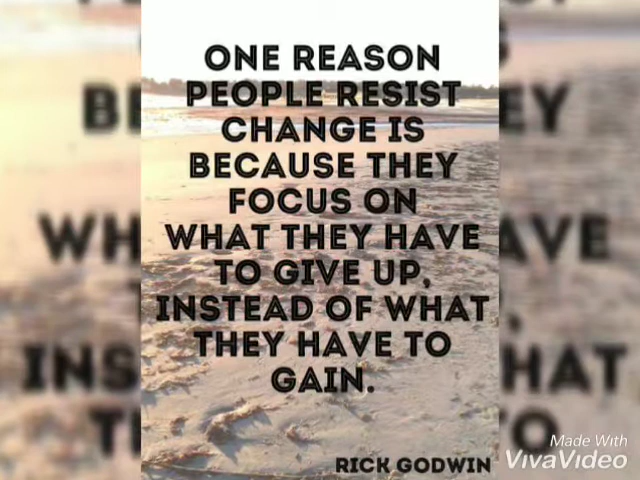 ONE REASON
PEOPLE RESIST
CHANGE IS
BECAUSE THEY
FOCUS ON
WHAT THEY HAVE
TO GIVE UP,
INSTEAD OF WHAT
THEY HAVE TO
GAIN.
RICK GODWIN
Made With
VivaVideo